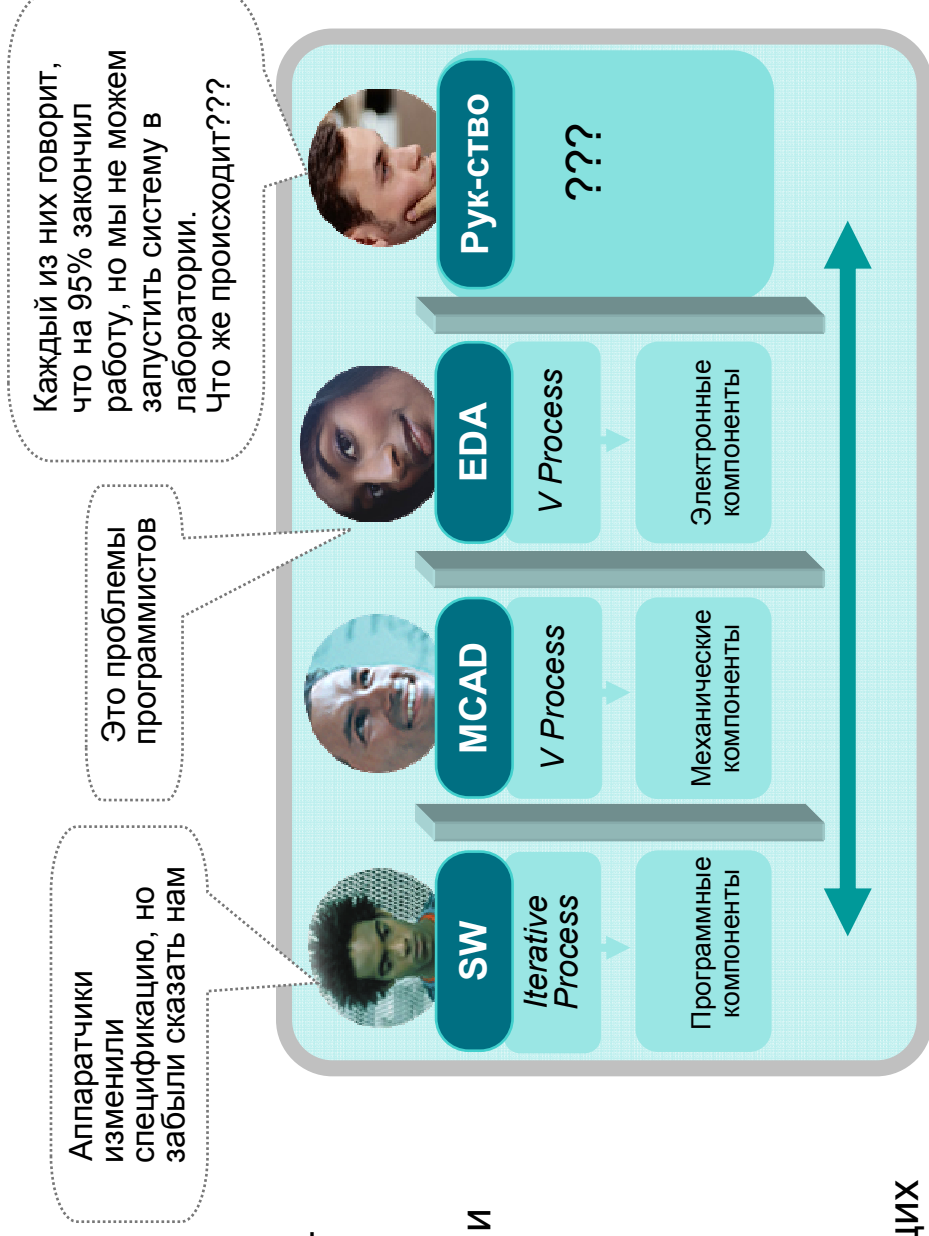 Аппаратчики
изменили
спецификацию, но
забыли сказать нам
Это проблемы
программистов
Каждый из них говорит,
что на 95% закончил
работу, но мы не можем
запустить систему в
лаборатории.
Что же происходит???
SW
Iterative
Process
Программные
компоненты
MCAD
V Process
Механические
компоненты
EDA
V Process
Электронные
компоненты
Рук-ство
???
и